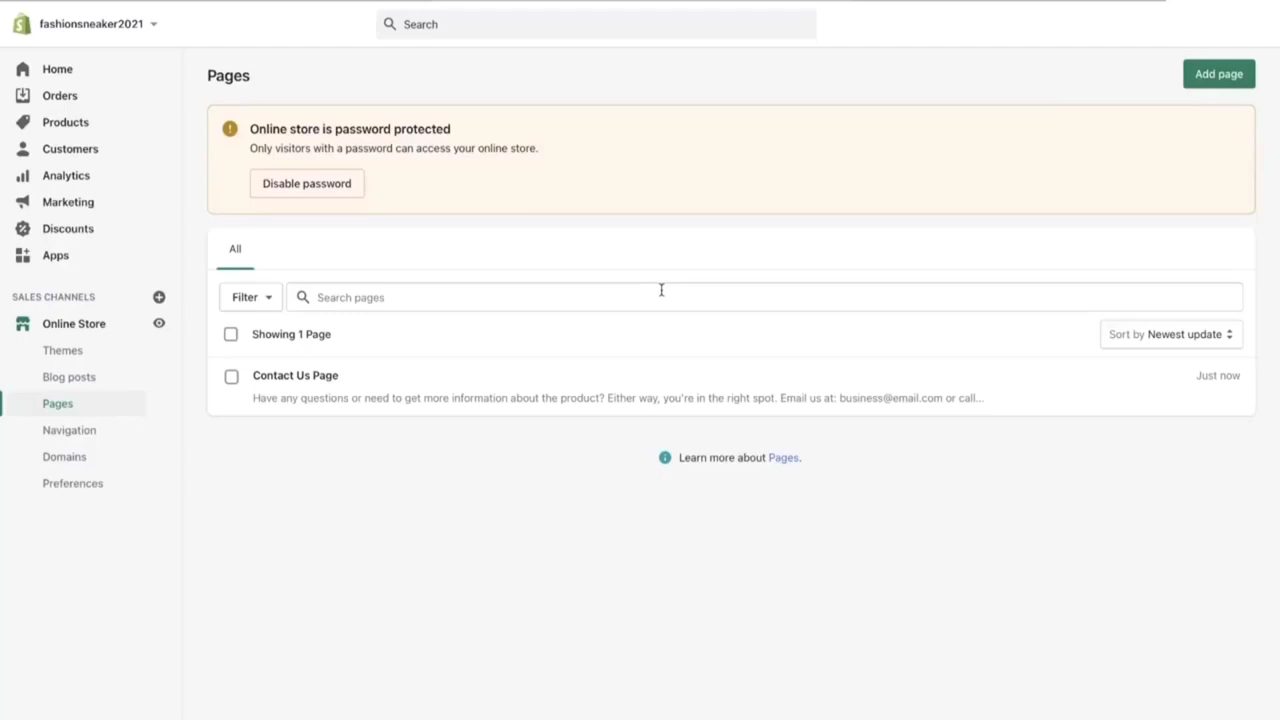 fashionsneaker2021
Search
Home
Orders
Products
Customers
Analytics
Marketing
Discounts
Apps
SALES CHANNELS
Online Store
Themes
Blog posts
Pages
Navigation
Domains
Preferences
Pages
Add page
Online store is password protected
Only visitors with a password can access your online store.
Disable password
All
Filter
Search pages
Showing 1 Page
Sort by Newest update
Contact Us Page
Just now
Have any questions or need to get more information about the product? Either way, you're in the right spot. Email us at: business@email.com or call...
Learn more about Pages.